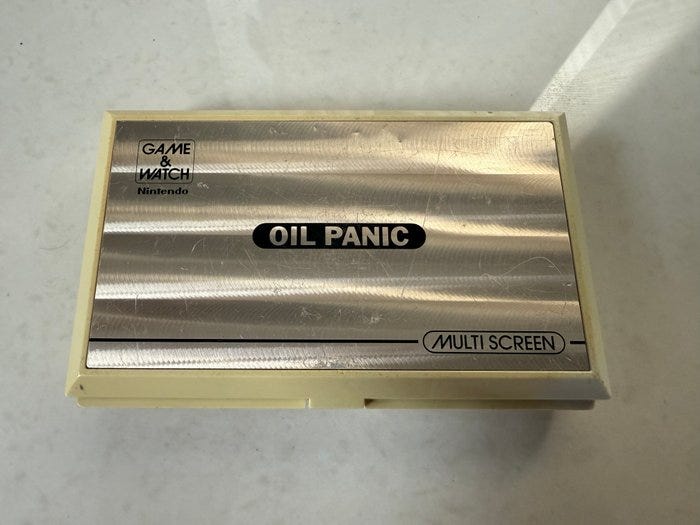 GAME
&
WATCH
Nintendo
OIL PANIC
MULTI SCREEN